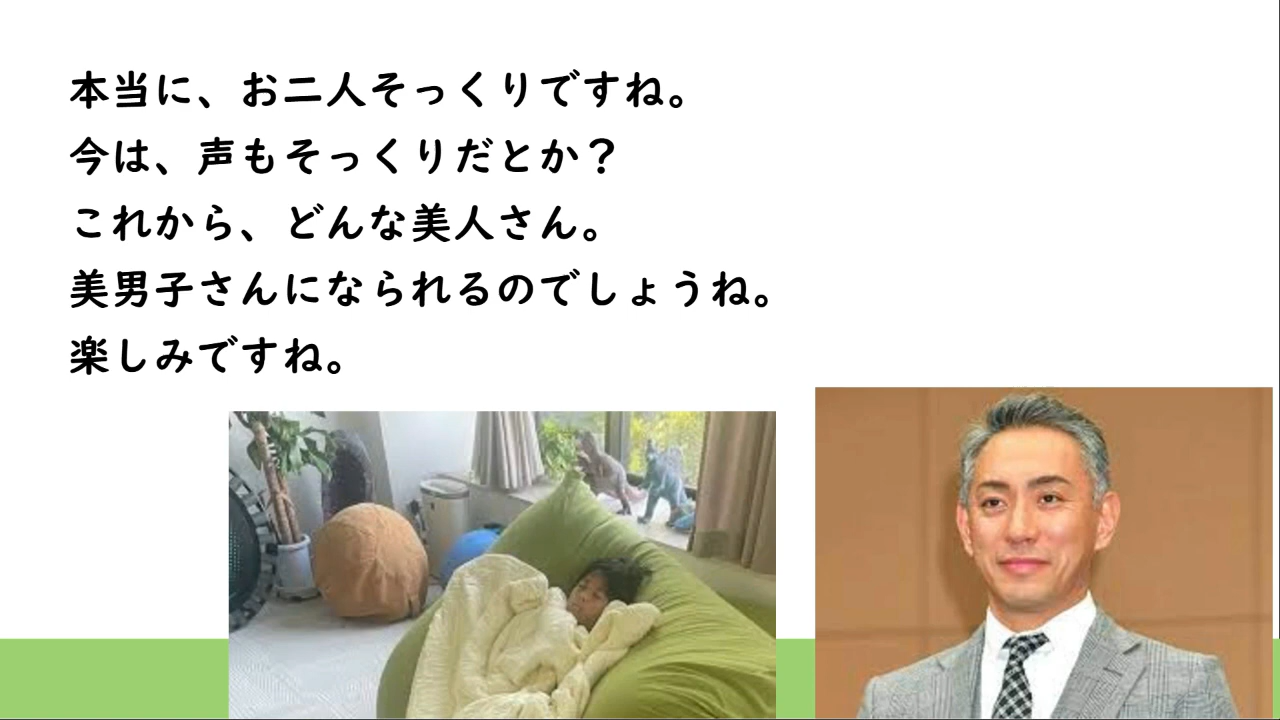 本当に、お二人そっくりですね。
今は、声もそっくりだとか？
これから、どんな美人さん。
美男子さんになられるのでしょうね。
楽しみですね。